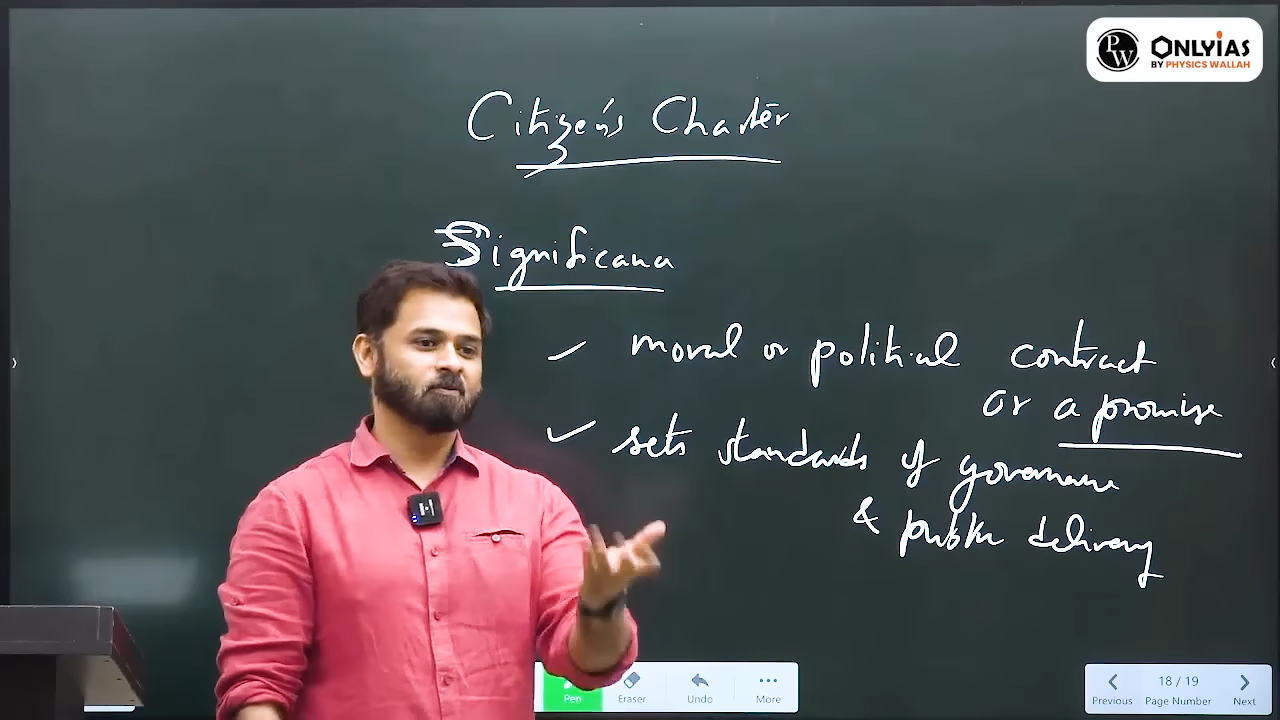 PW ONLYIAS
BY PHYSICS WALLAH
Citizen's Charter
Significance
moral or political contract
or a promise
sets standards of governance
& public delivery
Pen
Eraser
Undo
More
Previous
18 / 19
Page Number
Next